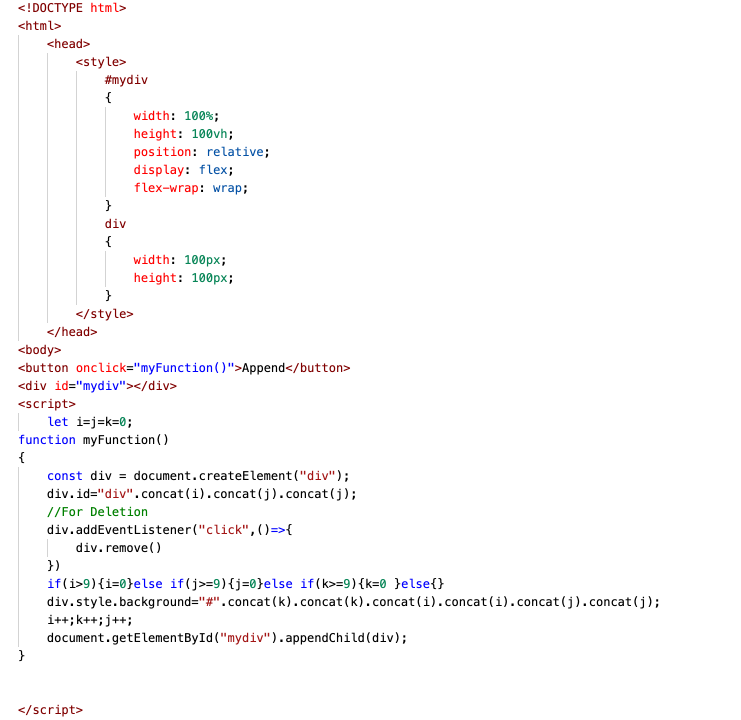 <!DOCTYPE html>
<html>
<head>
<style>
#mydiv
{
width: 100%;
height: 100vh;
position: relative;
display: flex;
flex-wrap: wrap;
}
div
{
width: 100px;
height: 100px;
}
</style>
</head>
<body>
<button onclick="myFunction()">Append</button>
<div id="mydiv"></div>
<script>
let i=j=k=0;
function myFunction()
{
const div = document.createElement("div");
div.id="div".concat(i).concat(j).concat(j);
//For Deletion
div.addEventListener("click",()=>{
div.remove()
})
if(i>9){i=0}else if(j>=9){j=0}else if(k>=9){k=0 }else{}
div.style.background="#".concat(k).concat(k).concat(i).concat(i).concat(j).concat(j);
i++;k++;j++;
document.getElementById("mydiv").appendChild(div);
}
</script>